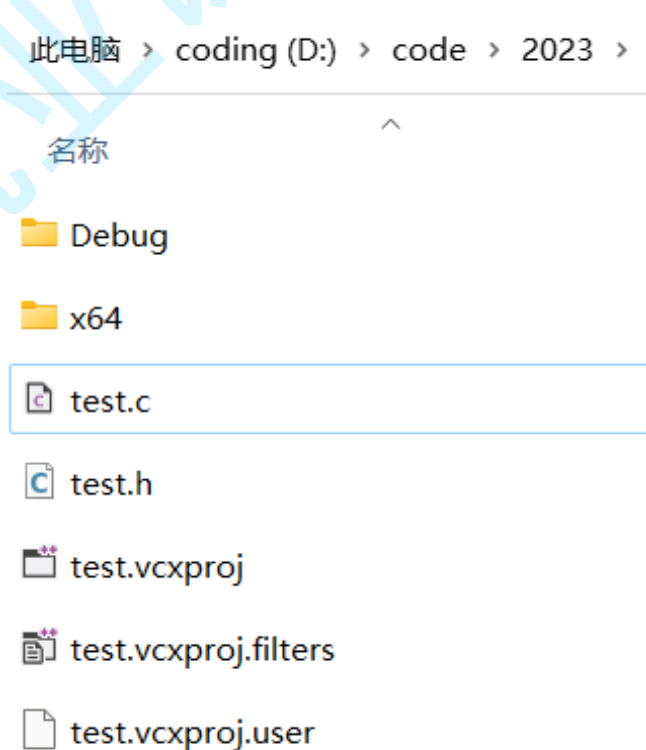 此电脑 > coding (D:) > code > 2023 >
名称
Debug
x64
test.c
test.h
test.vcxproj
test.vcxproj.filters
test.vcxproj.user